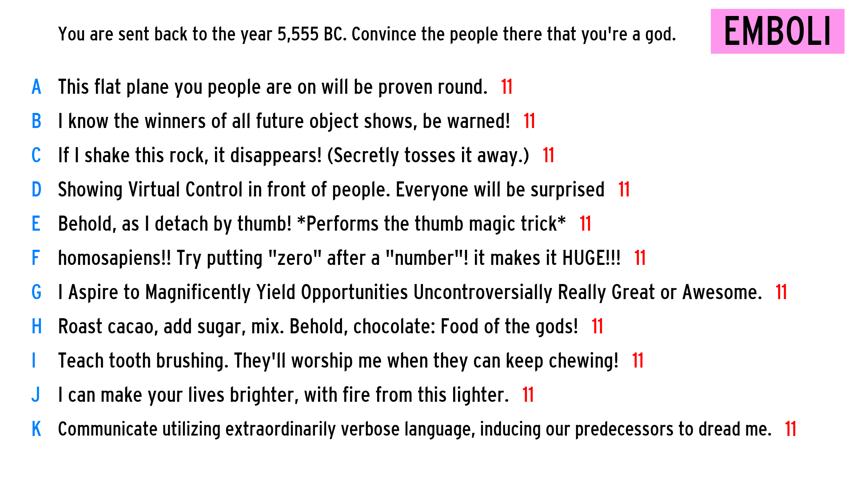 You are sent back to the year 5,555 BC. Convince the people there that you're a god.
EMBOLI
A This flat plane you people are on will be proven round. 11
B I know the winners of all future object shows, be warned! 11
C If I shake this rock, it disappears! (Secretly tosses it away.) 11
D Showing Virtual Control in front of people. Everyone will be surprised 11
E Behold, as I detach by thumb! *Performs the thumb magic trick* 11
F homosapiens!! Try putting "zero" after a "number"! it makes it HUGE!!! 11
G I Aspire to Magnificently Yield Opportunities Uncontroversially Really Great or Awesome. 11
H Roast cacao, add sugar, mix. Behold, chocolate: Food of the gods! 11
I Teach tooth brushing. They'll worship me when they can keep chewing! 11
J I can make your lives brighter, with fire from this lighter. 11
K Communicate utilizing extraordinarily verbose language, inducing our predecessors to dread me. 11